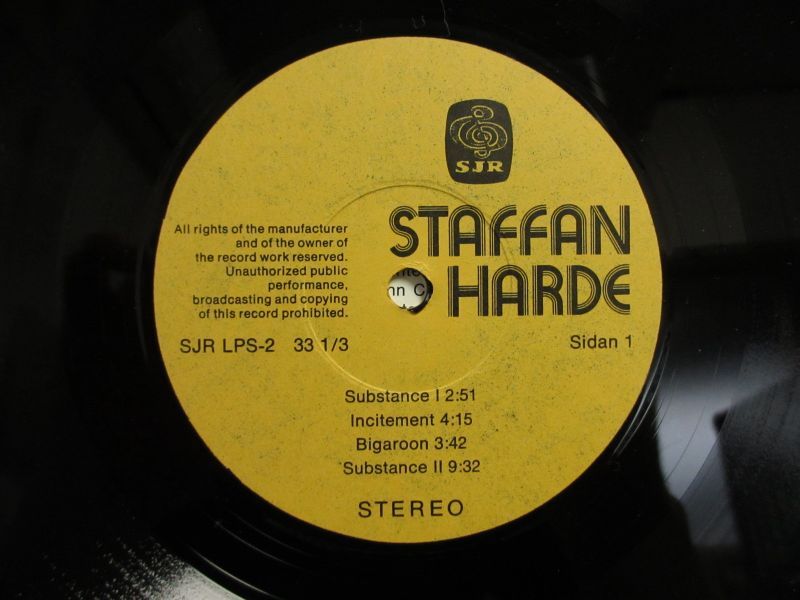 SJR
STAFFAN
HARDE
All rights of the manufacturer
and of the owner of
the record work reserved.
Unauthorized public
performance,
broadcasting and copying
of this record prohibited.
SJR LPS-2 33 1/3
Sidan 1
Substance I 2:51
Incitement 4:15
Bigaroon 3:42
Substance II 9:32
STEREO